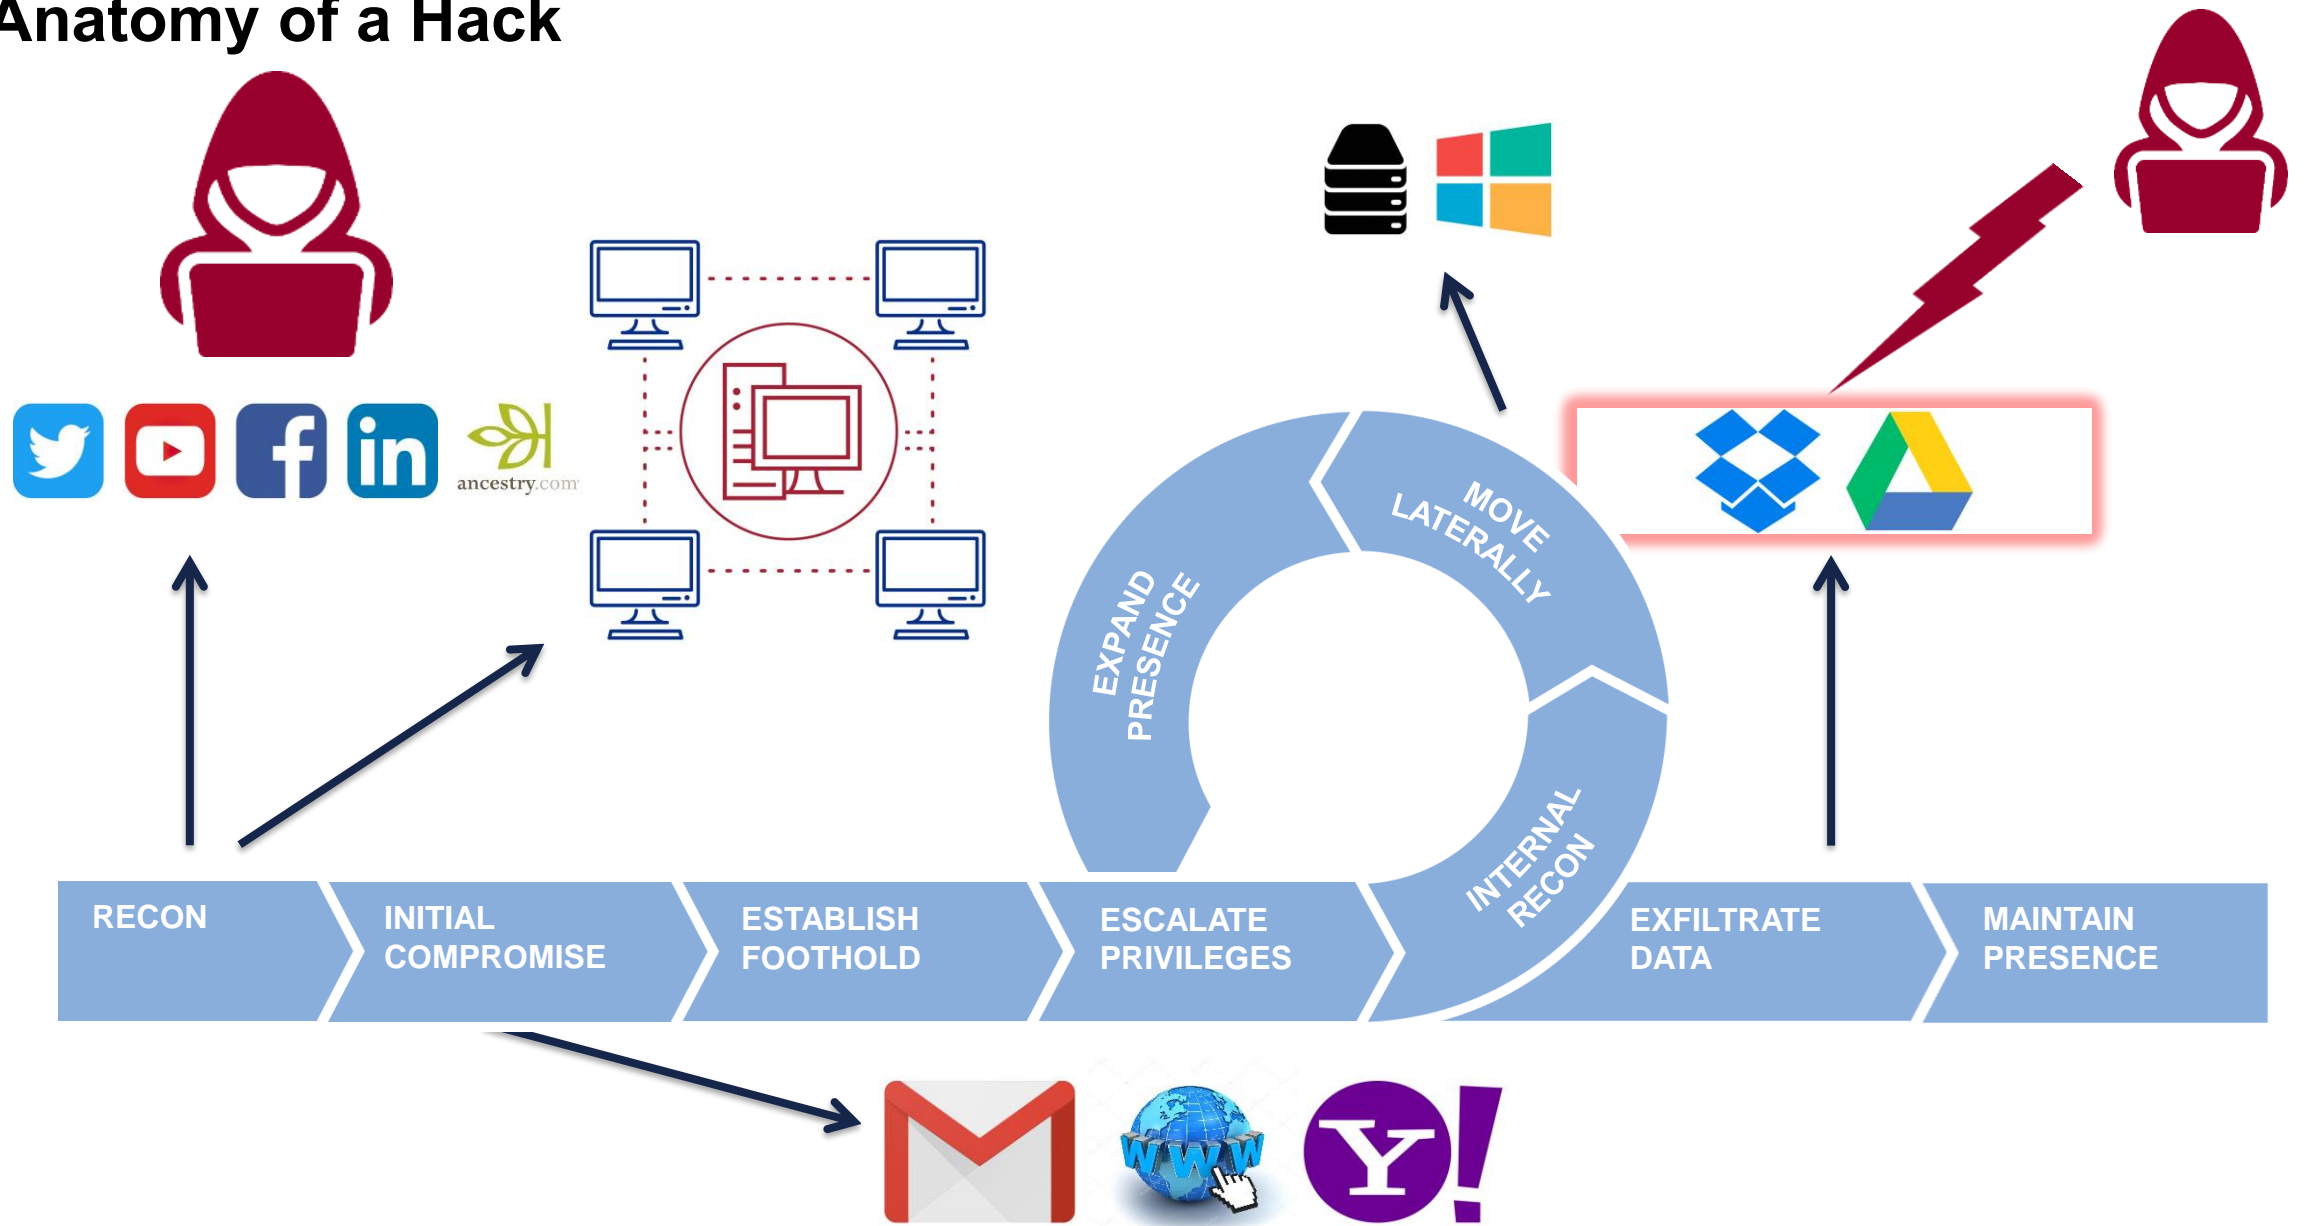 Anatomy of a Hack
in
ancestry.com
MOVE
LATERALLY
EXPAND
PRESENCE
INTERNAL
RECON
RECON
INITIAL
COMPROMISE
ESTABLISH
FOOTHOLD
ESCALATE
PRIVILEGES
EXFILTRATE
DATA
MAINTAIN
PRESENCE
WWW
Y!